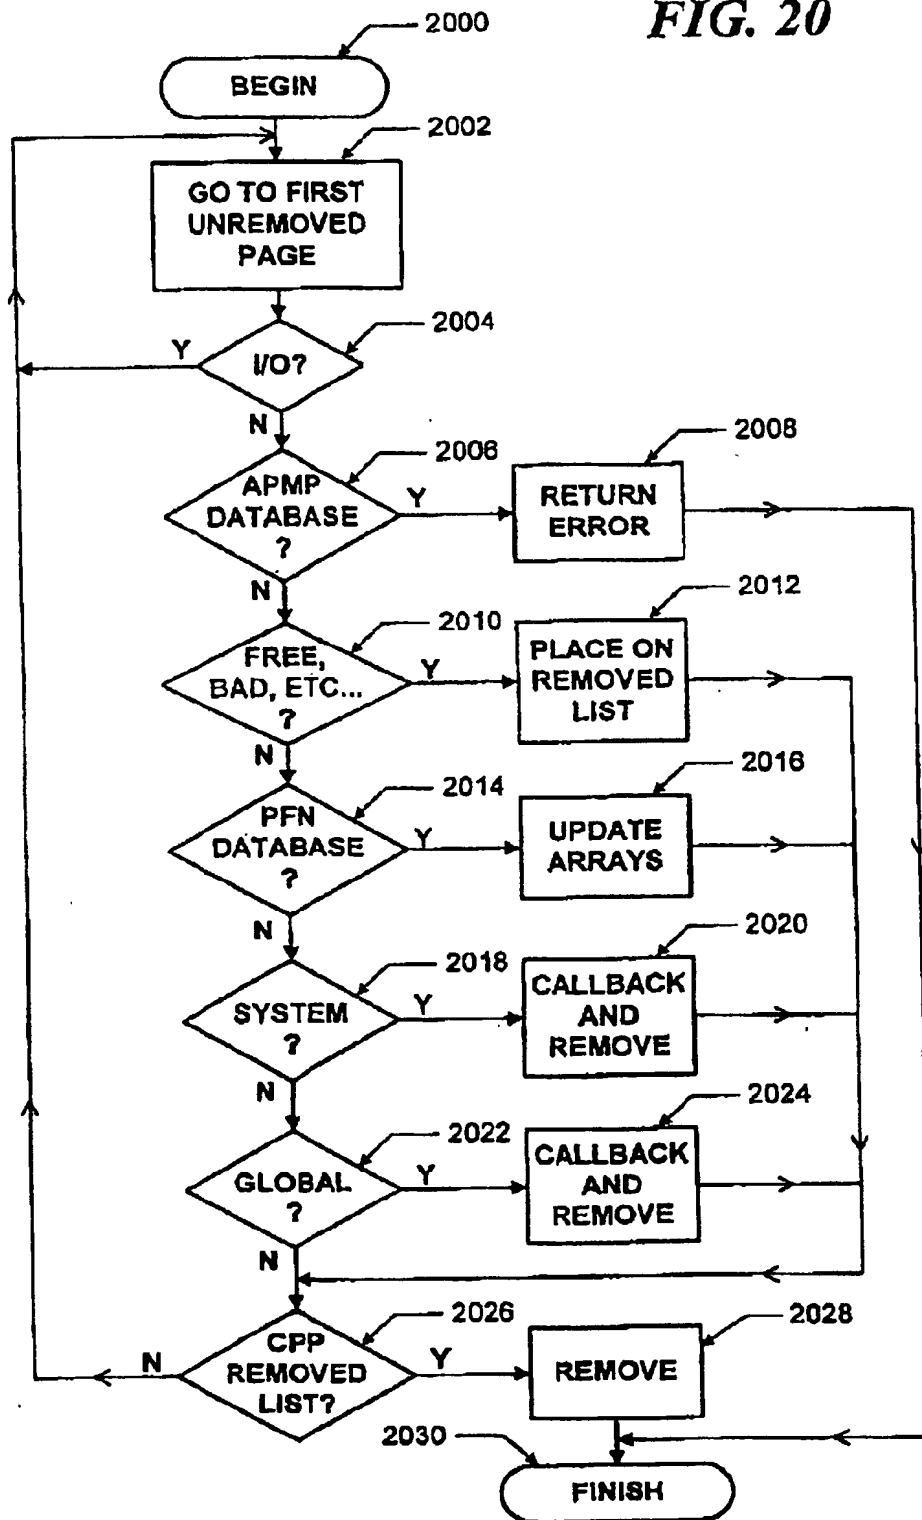 FIG. 20
2000
BEGIN
2002
GO TO FIRST
UNREMOVED
PAGE
2004
Y
I/O?
N
2006
APMP
DATABASE
?
Y
2008
RETURN
ERROR
N
2010
FREE,
BAD, ETC...
?
Y
2012
PLACE ON
REMOVED
LIST
N
2014
PFN
DATABASE
?
Y
2016
UPDATE
ARRAYS
N
2018
SYSTEM
?
Y
2020
CALLBACK
AND
REMOVE
N
2022
GLOBAL
?
Y
2024
CALLBACK
AND
REMOVE
N
2026
CPP
REMOVED
LIST?
N
Y
2028
REMOVE
2030
FINISH